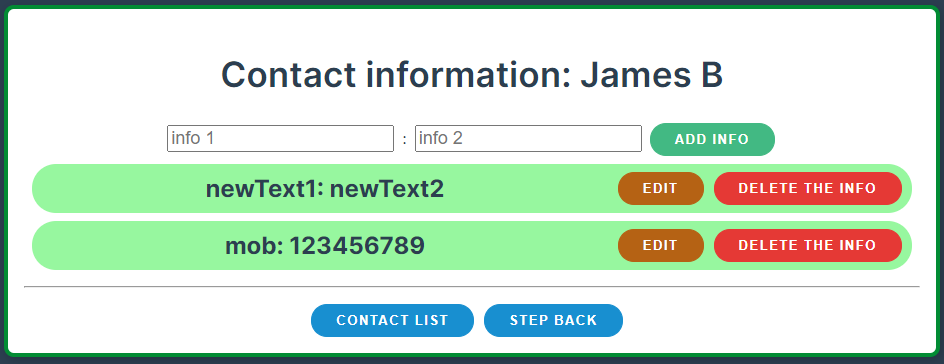 Contact information: James B
info 1 : info 2 ADD INFO
newText1: newText2 EDIT DELETE THE INFO
mob: 123456789 EDIT DELETE THE INFO
CONTACT LIST STEP BACK